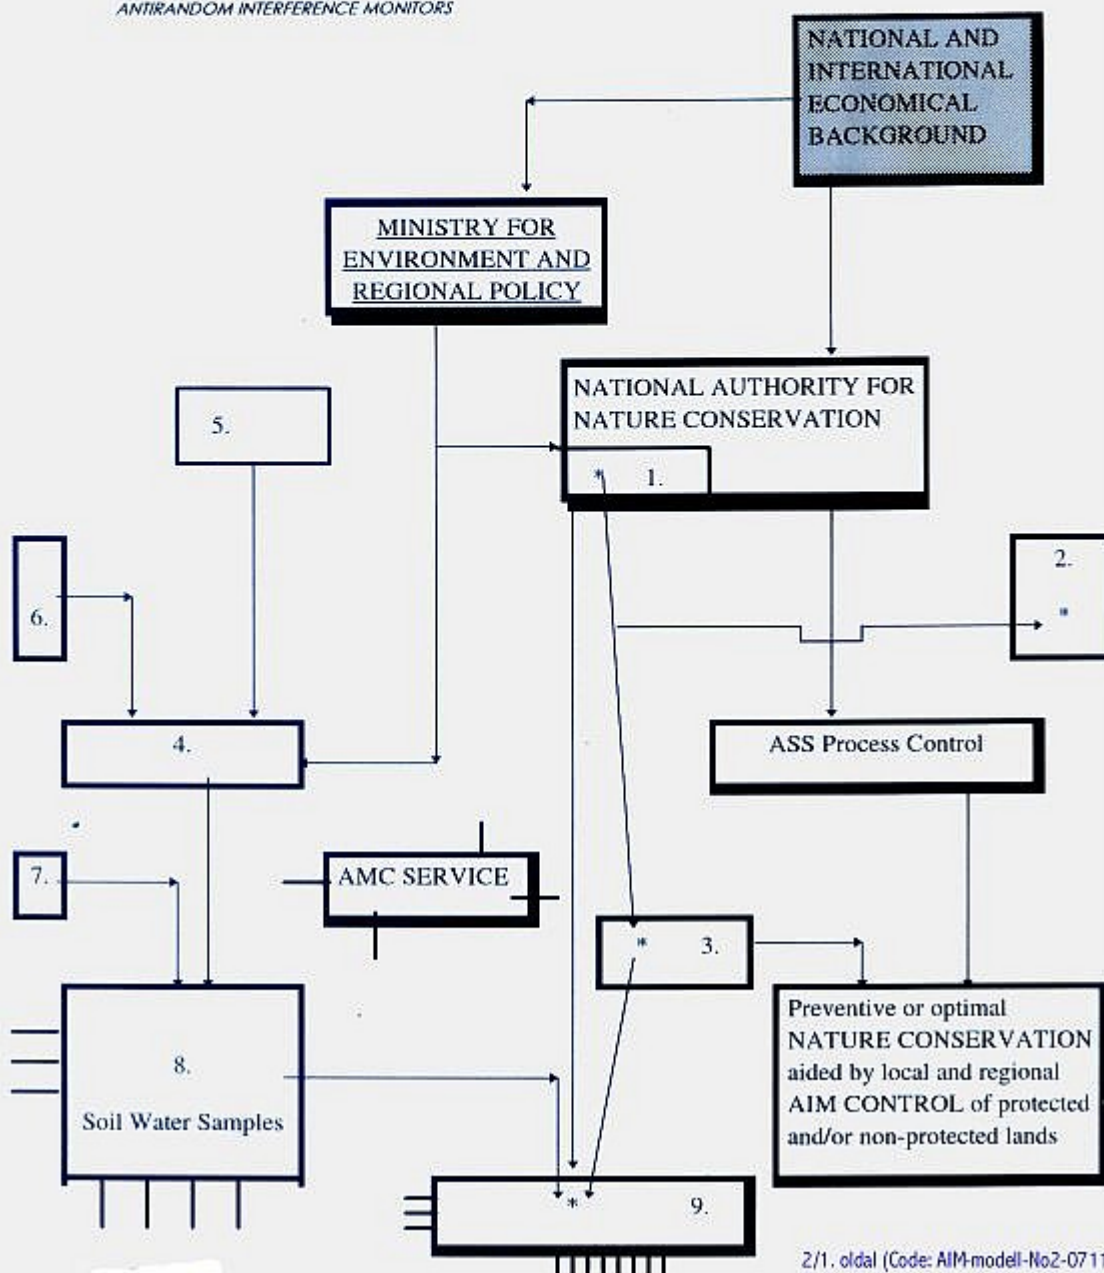 ANTIRANDOM INTERFERENCE MONITORS
NATIONAL AND
INTERNATIONAL
ECONOMICAL
BACKGROUND
MINISTRY FOR
ENVIRONMENT AND
REGIONAL POLICY
NATIONAL AUTHORITY FOR
NATURE CONSERVATION
* 1.
5.
2.
*
6.
4.
ASS Process Control
7.
AMC SERVICE
* 3.
Preventive or optimal
NATURE CONSERVATION
aided by local and regional
AIM CONTROL of protected
and/or non-protected lands
8.
Soil Water Samples
* 9.
2/1. oldal (Code: AIM-modell-No2-0711